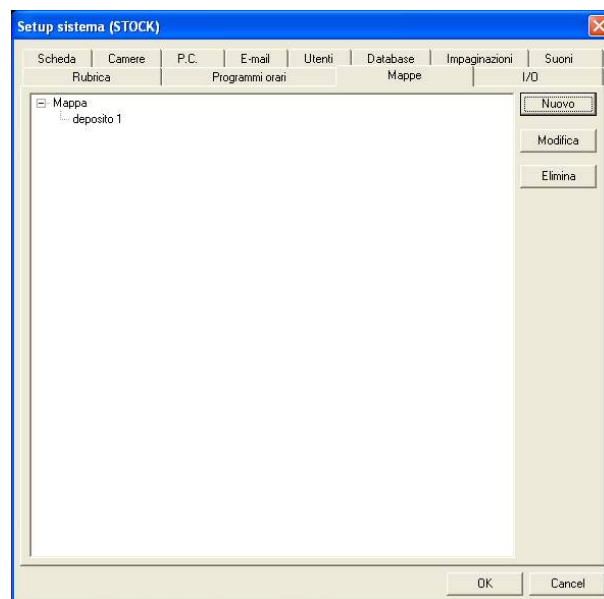 Setup sistema (STOCK)
Scheda Camere P.C. E-mail Utenti Database Impaginazioni Suoni
Rubrica Programmi orari Mappe I/O
Mappa
deposito 1
Nuovo
Modifica
Elimina
OK Cancel